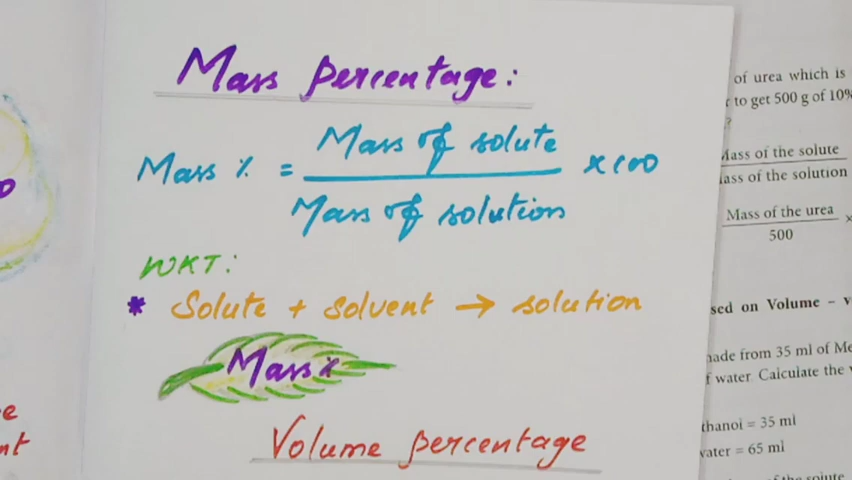 Mass percentage:
Mass % = Mass of solute / Mass of solution × 100
WKT:
* Solute + solvent → solution
Mass %
Volume percentage
of urea which is
to get 500 g of 10%
?
Mass of the solute
ass of the solution
Mass of the urea
500
×
sed on Volume – v
made from 35 ml of Me
f water. Calculate the v
thanol = 35 ml
water = 65 ml